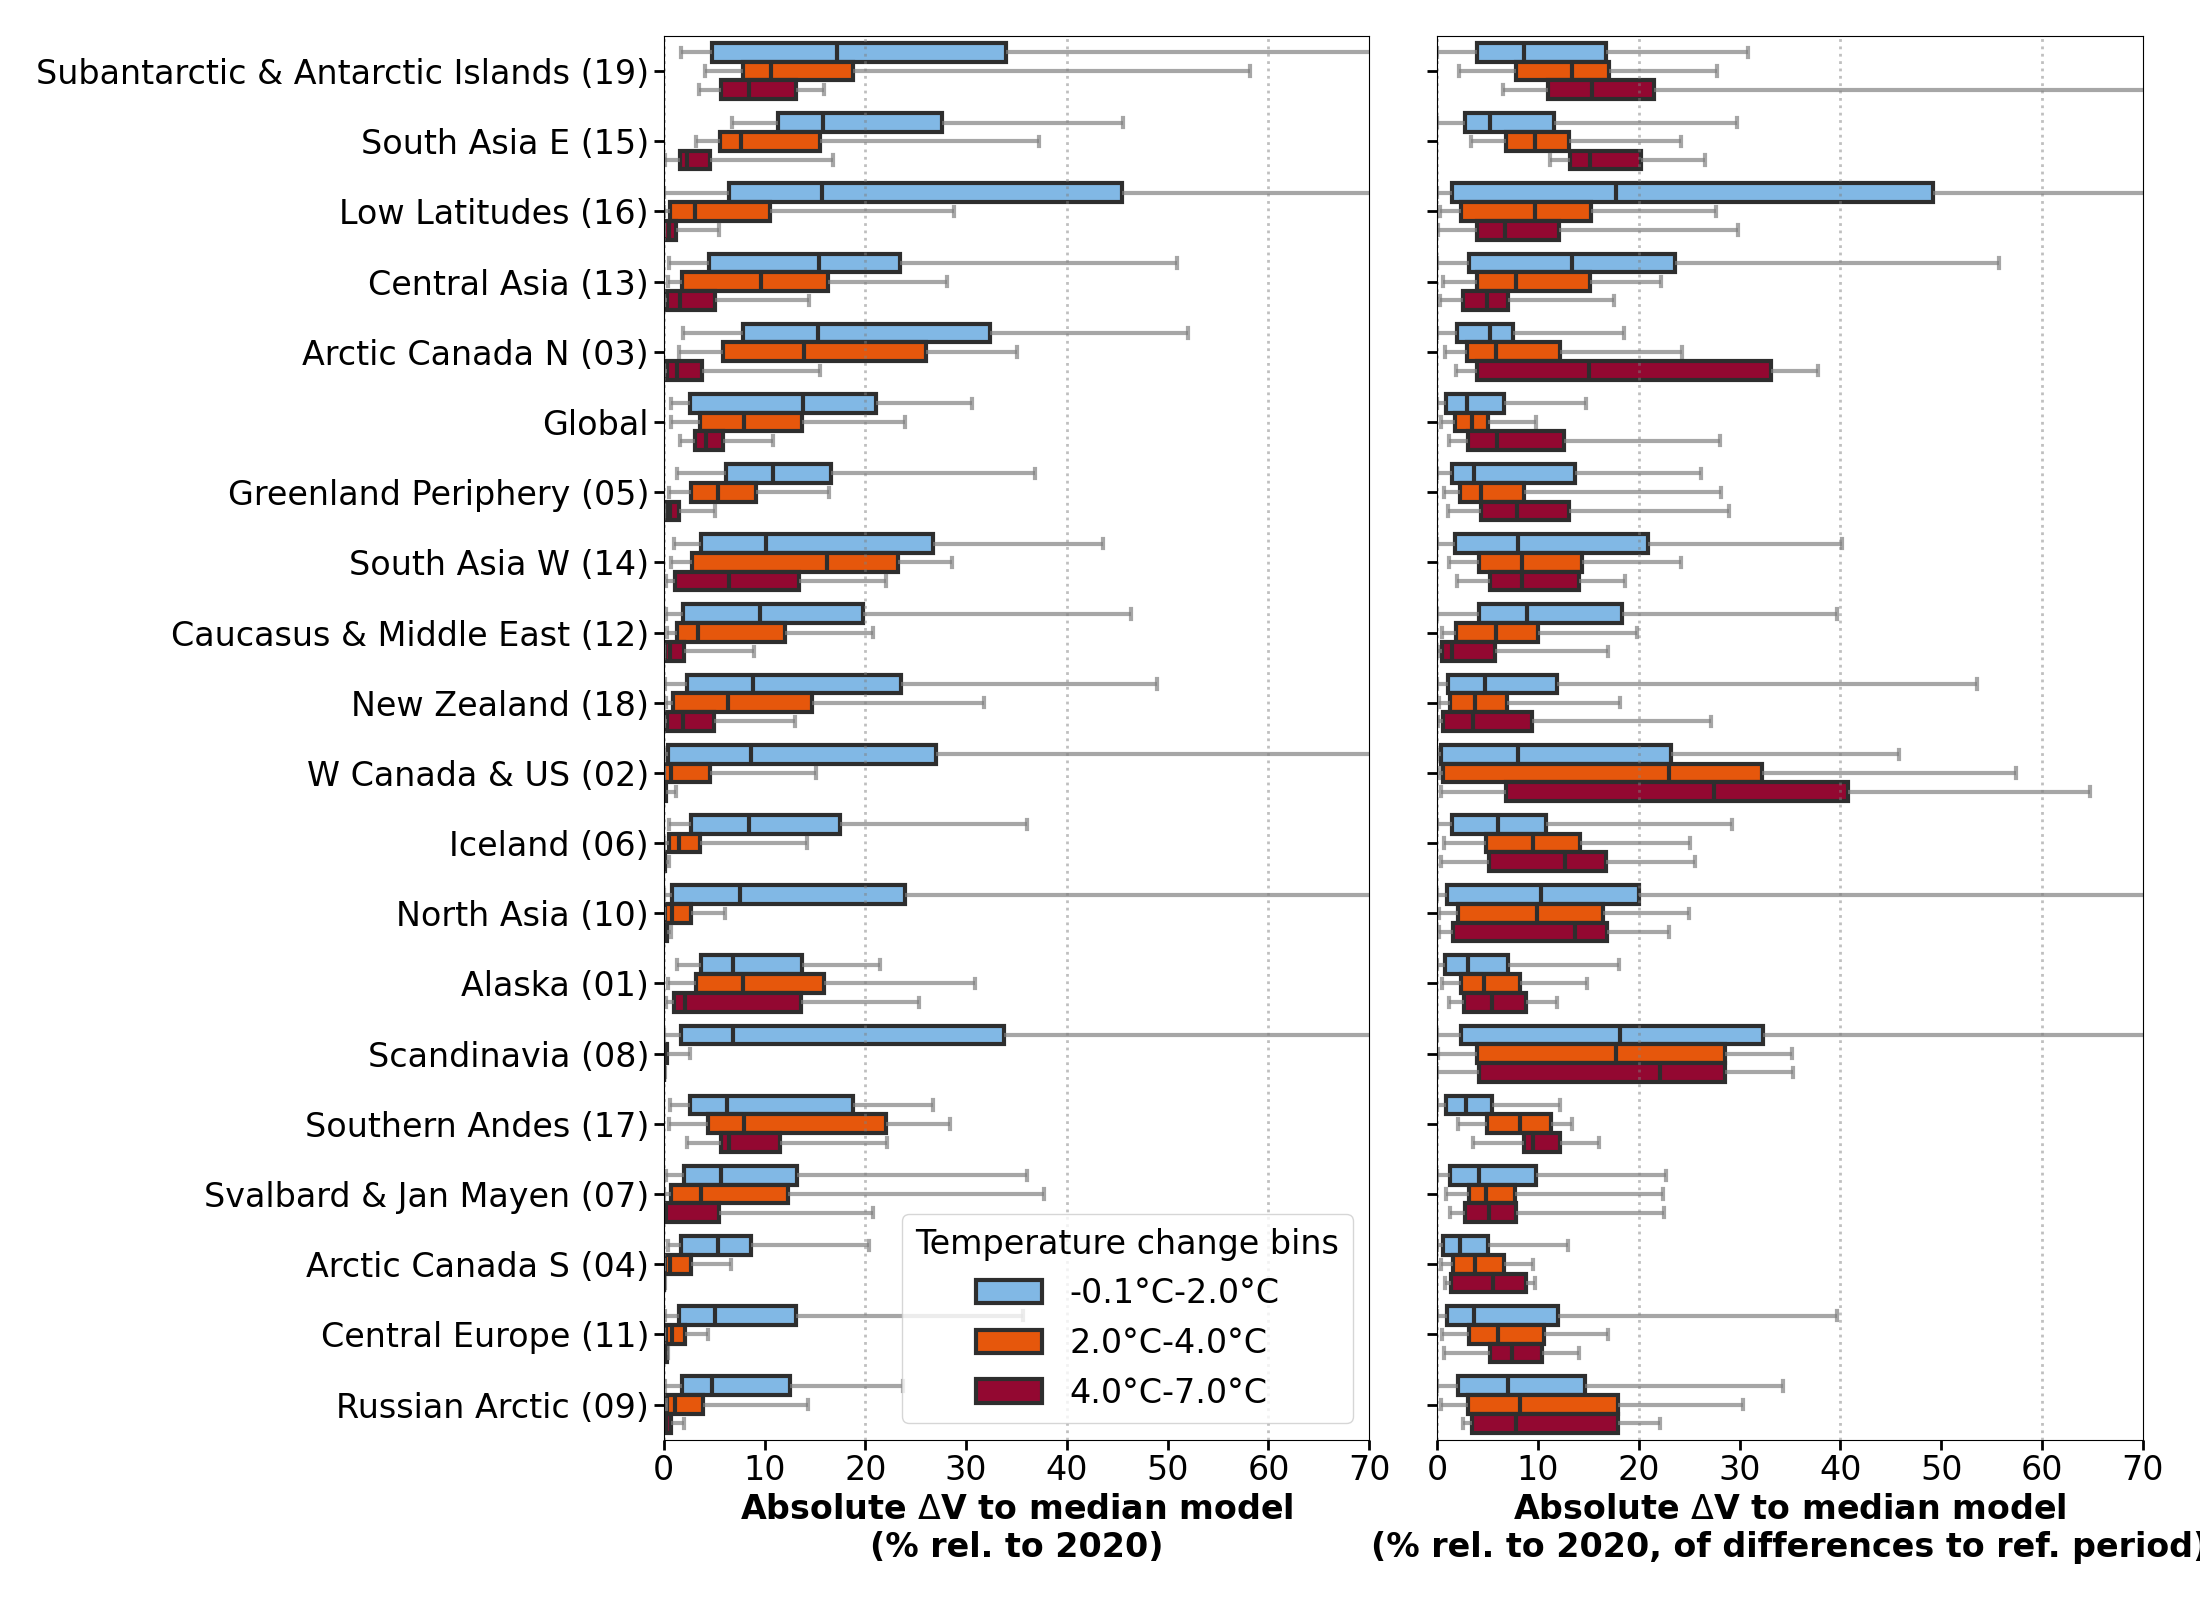 Subantarctic & Antarctic Islands (19)
South Asia E (15)
Low Latitudes (16)
Central Asia (13)
Arctic Canada N (03)
Global
Greenland Periphery (05)
South Asia W (14)
Caucasus & Middle East (12)
New Zealand (18)
W Canada & US (02)
Iceland (06)
North Asia (10)
Alaska (01)
Scandinavia (08)
Southern Andes (17)
Svalbard & Jan Mayen (07)
Arctic Canada S (04)
Central Europe (11)
Russian Arctic (09)
Temperature change bins
-0.1°C-2.0°C
2.0°C-4.0°C
4.0°C-7.0°C
0 10 20 30 40 50 60 70
Absolute ΔV to median model
(% rel. to 2020)
0 10 20 30 40 50 60 70
Absolute ΔV to median model
(% rel. to 2020, of differences to ref. period)